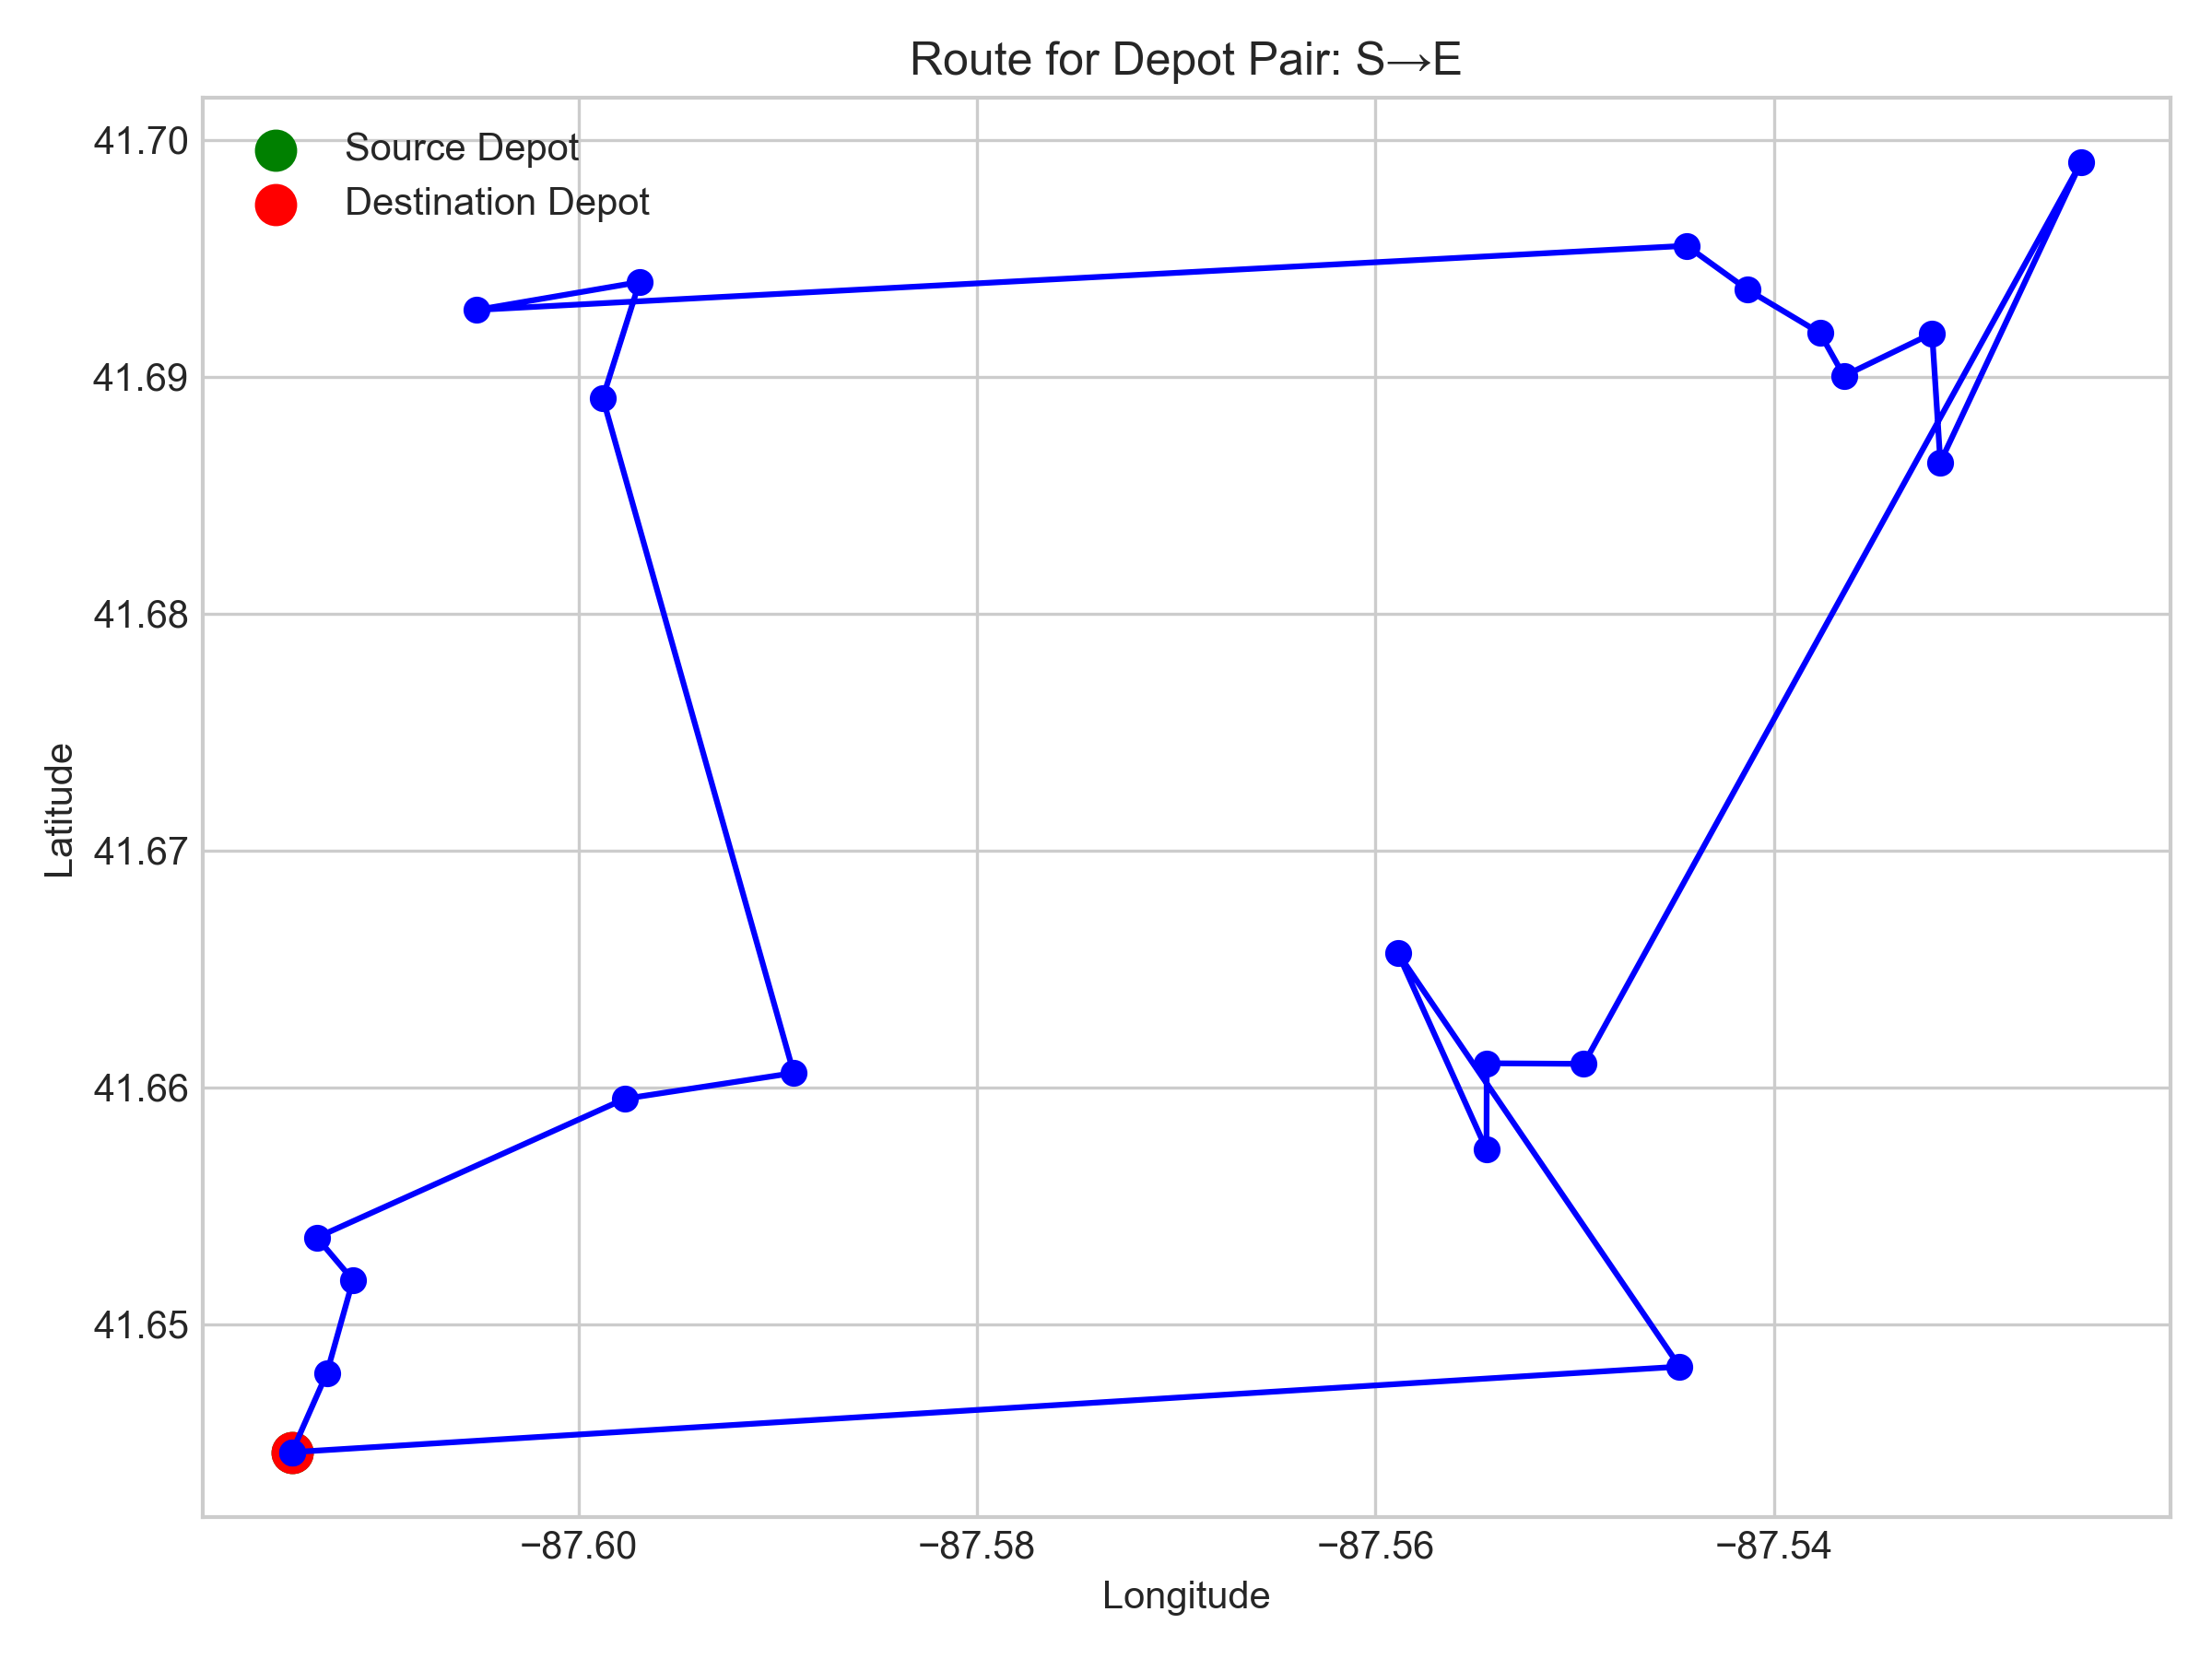 Route for Depot Pair: S→E
Source Depot
Destination Depot
41.70
41.69
41.68
41.67
41.66
41.65
Latitude
−87.60
−87.58
−87.56
−87.54
Longitude